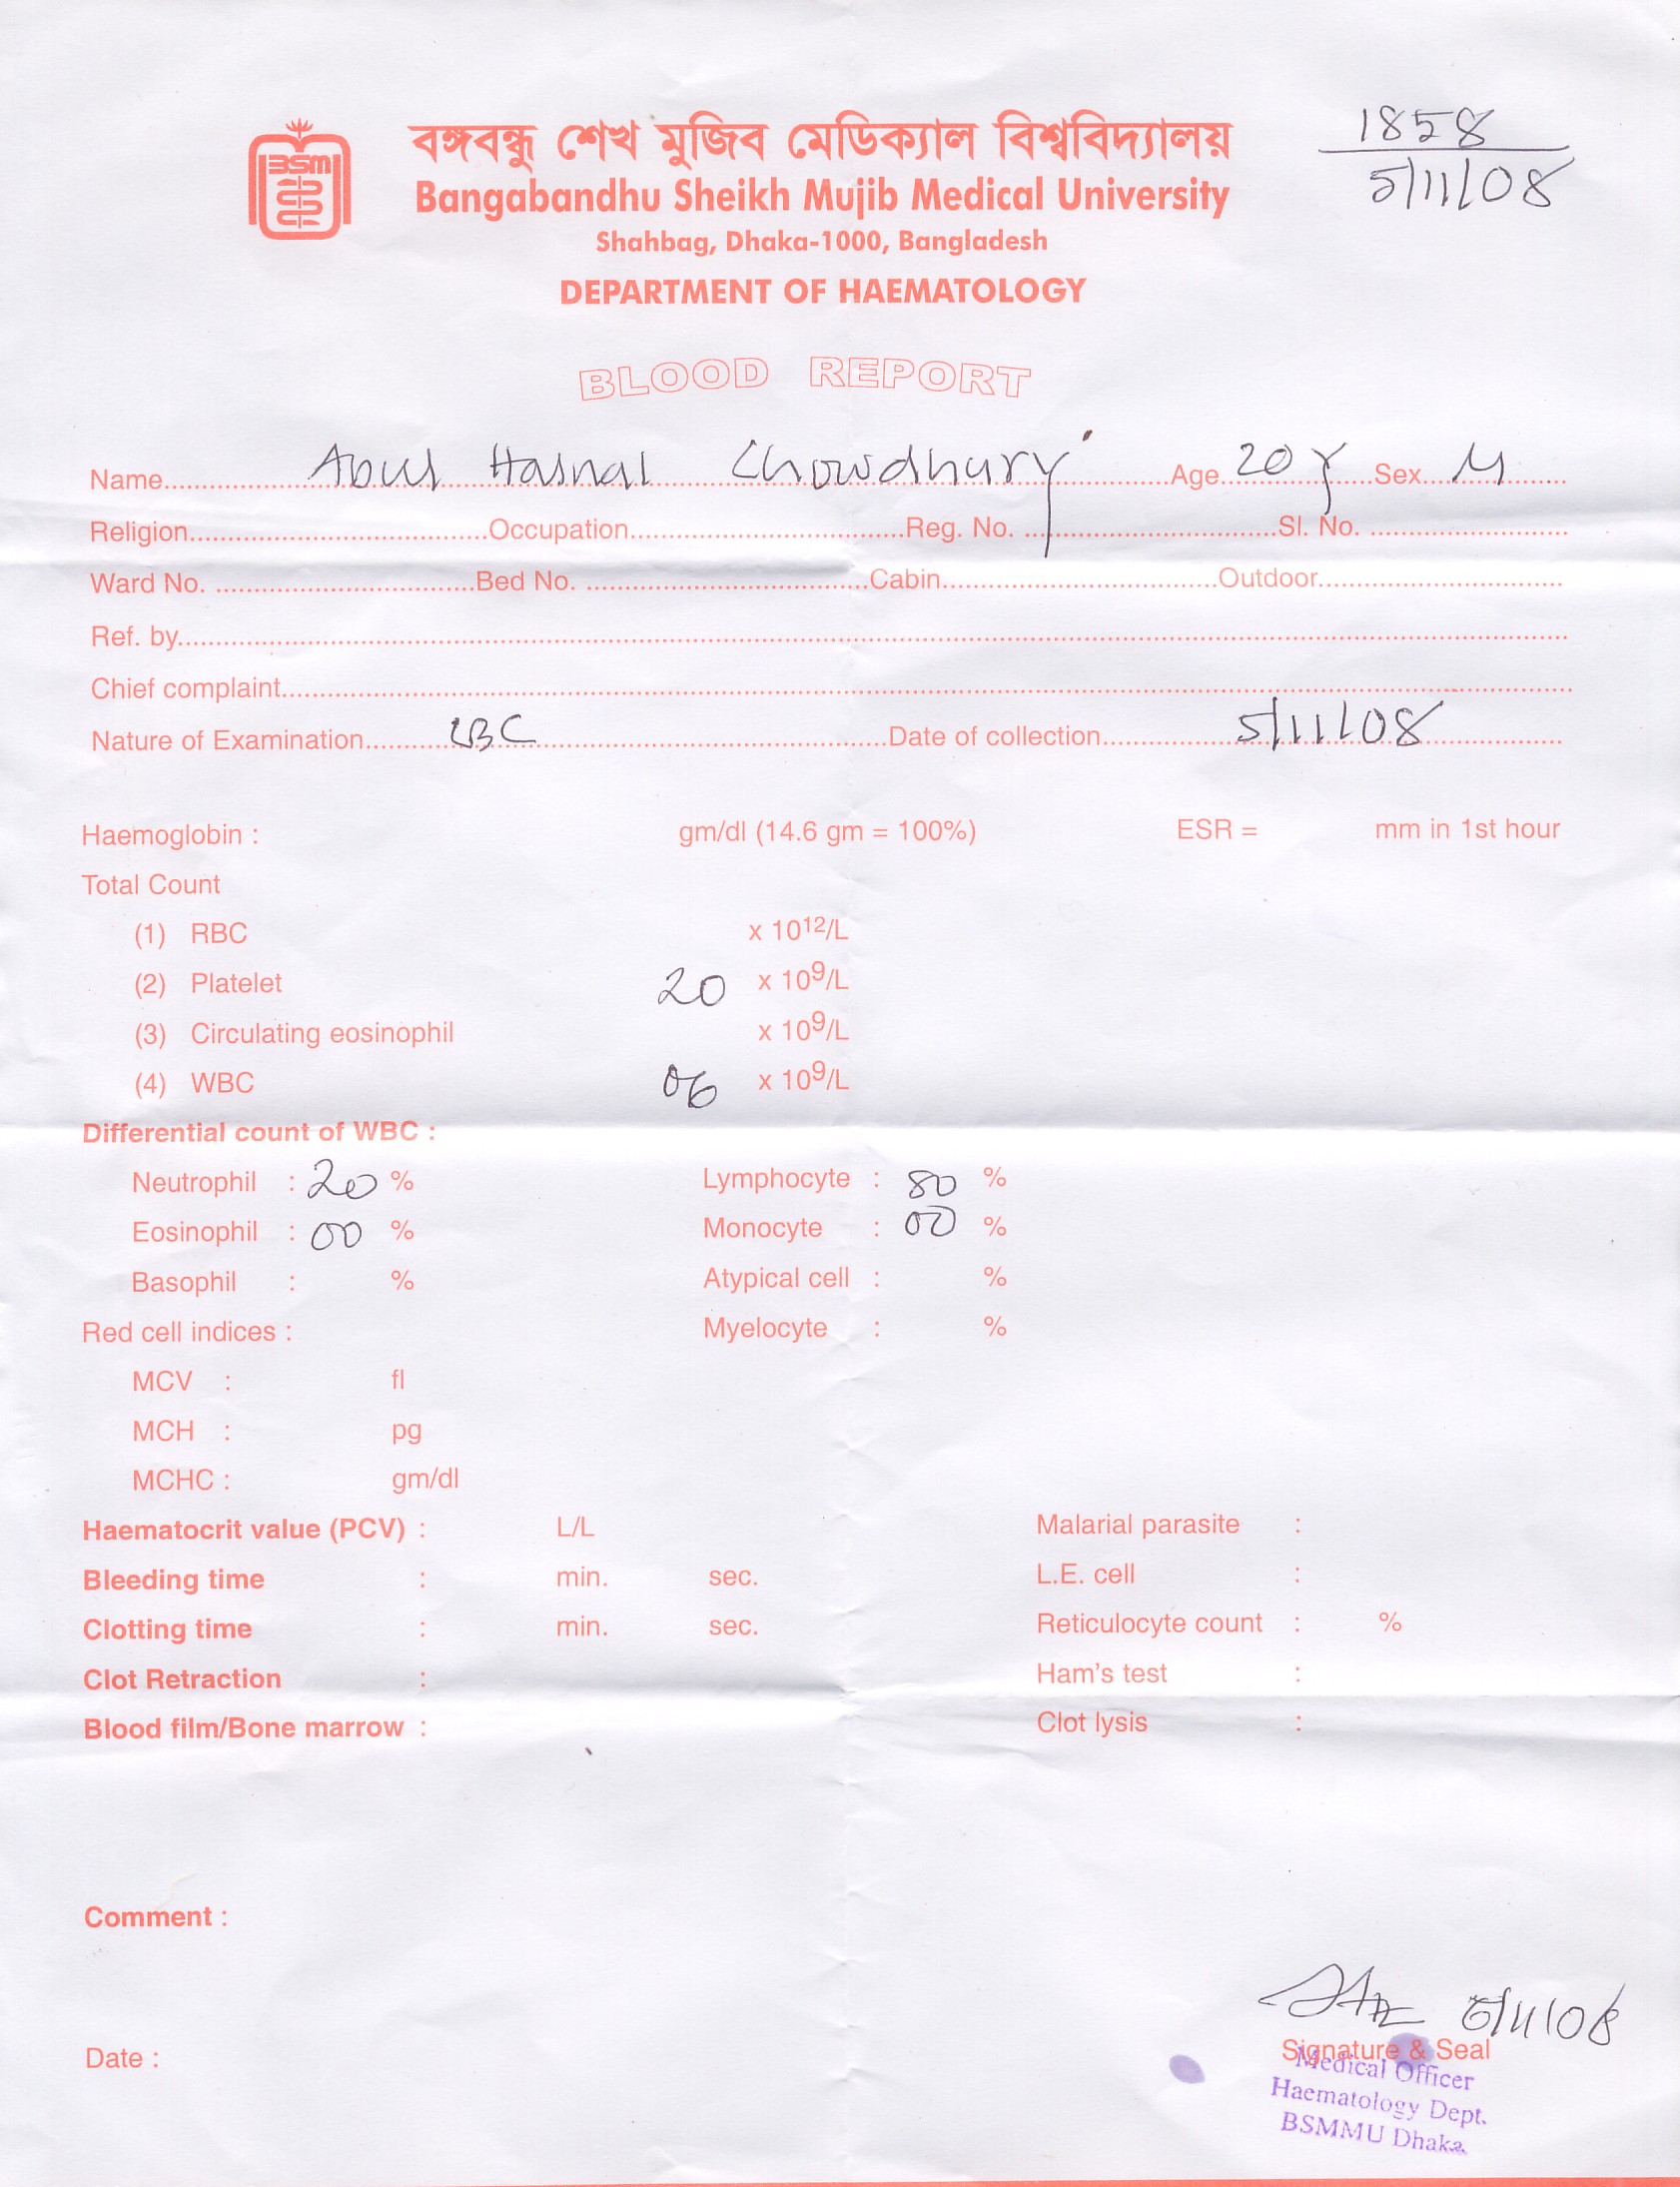 BSM
বঙ্গবন্ধু শেখ মুজিব মেডিক্যাল বিশ্ববিদ্যালয়
1858
Bangabandhu Sheikh Mujib Medical University
5/11/08
Shahbag, Dhaka-1000, Bangladesh
DEPARTMENT OF HAEMATOLOGY
BLOOD REPORT
Name Abul Hasnal Chowdhury Age 20 Y Sex M
Religion Occupation Reg. No. Sl. No.
Ward No. Bed No. Cabin Outdoor
Ref. by
Chief complaint
Nature of Examination CBC Date of collection 5/11/08
Haemoglobin : gm/dl (14.6 gm = 100%) ESR = mm in 1st hour
Total Count
(1) RBC x 10¹²/L
(2) Platelet 20 x 10⁹/L
(3) Circulating eosinophil x 10⁹/L
(4) WBC 06 x 10⁹/L
Differential count of WBC :
Neutrophil : 20 % Lymphocyte : 80 %
Eosinophil : 00 % Monocyte : 00 %
Basophil : % Atypical cell : %
Red cell indices : Myelocyte : %
MCV : fl
MCH : pg
MCHC : gm/dl
Haematocrit value (PCV) : L/L Malarial parasite :
Bleeding time : min. sec. L.E. cell :
Clotting time : min. sec. Reticulocyte count : %
Clot Retraction : Ham's test :
Blood film/Bone marrow : Clot lysis :
Comment :
/11/08
Date : Signature & Seal
Medical Officer
Haematology Dept.
BSMMU Dhaka.